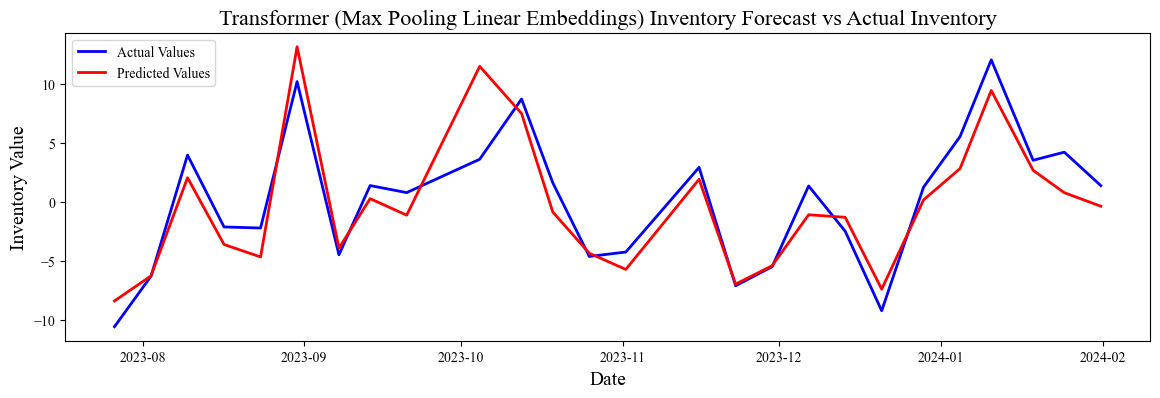 Transformer (Max Pooling Linear Embeddings) Inventory Forecast vs Actual Inventory
Actual Values
Predicted Values
Inventory Value
10
5
0
−5
−10
2023-08
2023-09
2023-10
2023-11
2023-12
2024-01
2024-02
Date